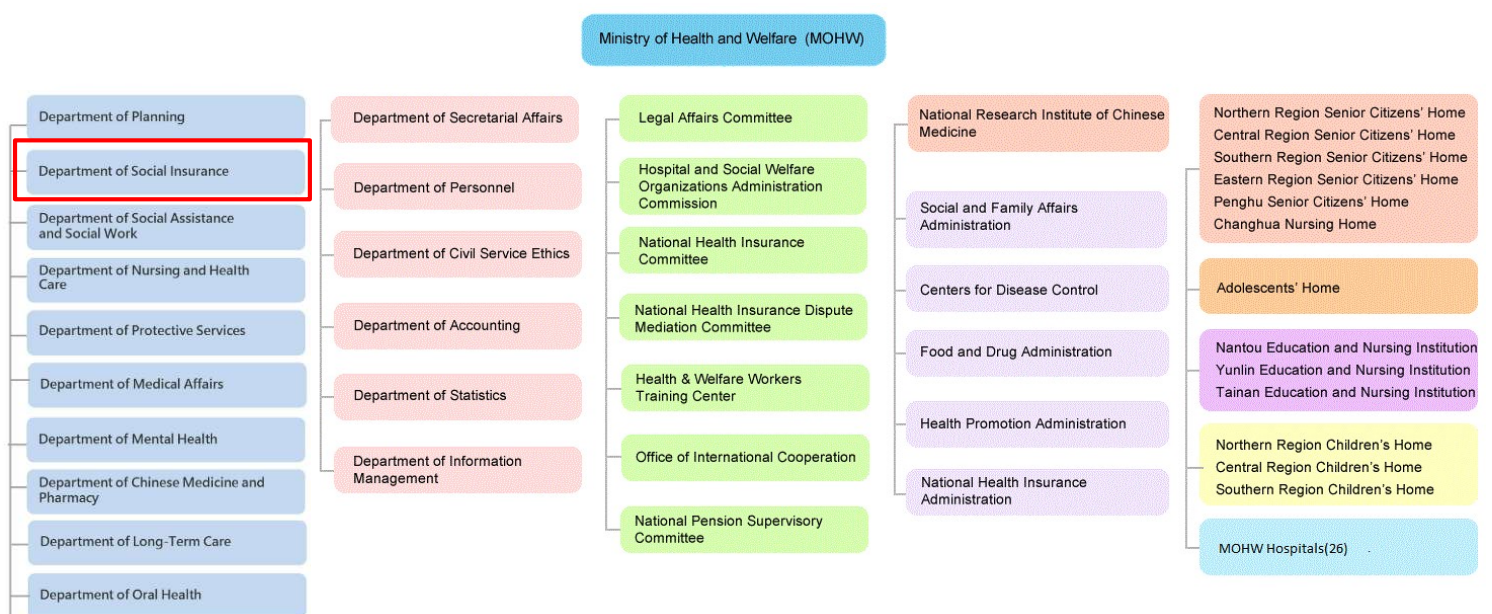 Ministry of Health and Welfare (MOHW)
Department of Planning
Department of Social Insurance
Department of Social Assistance
and Social Work
Department of Nursing and Health
Care
Department of Protective Services
Department of Medical Affairs
Department of Mental Health
Department of Chinese Medicine and
Pharmacy
Department of Long-Term Care
Department of Oral Health
Department of Secretarial Affairs
Department of Personnel
Department of Civil Service Ethics
Department of Accounting
Department of Statistics
Department of Information
Management
Legal Affairs Committee
Hospital and Social Welfare
Organizations Administration
Commission
National Health Insurance
Committee
National Health Insurance Dispute
Mediation Committee
Health & Welfare Workers
Training Center
Office of International Cooperation
National Pension Supervisory
Committee
National Research Institute of Chinese
Medicine
Social and Family Affairs
Administration
Centers for Disease Control
Food and Drug Administration
Health Promotion Administration
National Health Insurance
Administration
Northern Region Senior Citizens' Home
Central Region Senior Citizens' Home
Southern Region Senior Citizens' Home
Eastern Region Senior Citizens' Home
Penghu Senior Citizens' Home
Changhua Nursing Home
Adolescents' Home
Nantou Education and Nursing Institution
Yunlin Education and Nursing Institution
Tainan Education and Nursing Institution
Northern Region Children's Home
Central Region Children's Home
Southern Region Children's Home
MOHW Hospitals(26) .